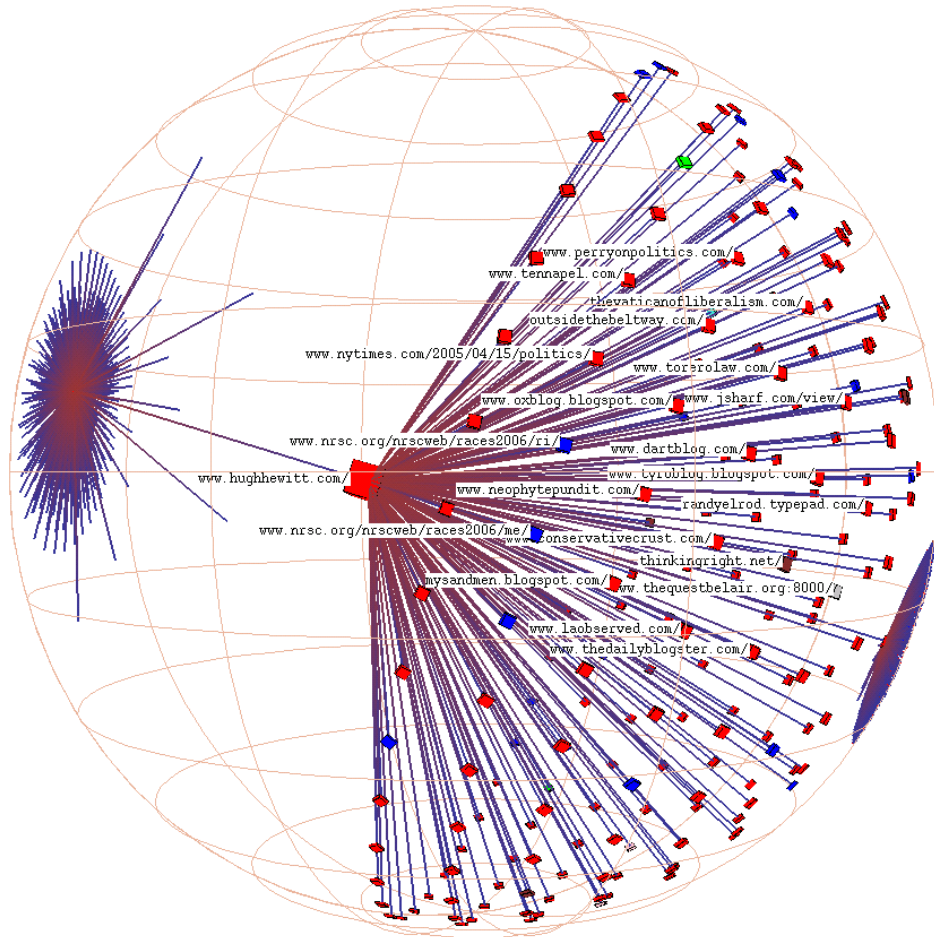 www.perryonpolitics.com/
www.tennapel.com/
thevaticanofliberalism.com/
outsidethebeltway.com/
www.nytimes.com/2005/04/15/politics/
www.torerolaw.com/
www.oxblog.blogspot.com/
www.jsharf.com/view/
www.nrsc.org/nrscweb/races2006/ri/
www.dartblog.com/
www.hughhewitt.com/
www.tyroblog.blogspot.com/
www.neophytepundit.com/
randyelrod.typepad.com/
www.nrsc.org/nrscweb/races2006/me/
conservativecrust.com/
thinkingright.net/
mysandmen.blogspot.com/
www.thequestbelair.org:8000/
www.laobserved.com/
www.thedailyblogster.com/